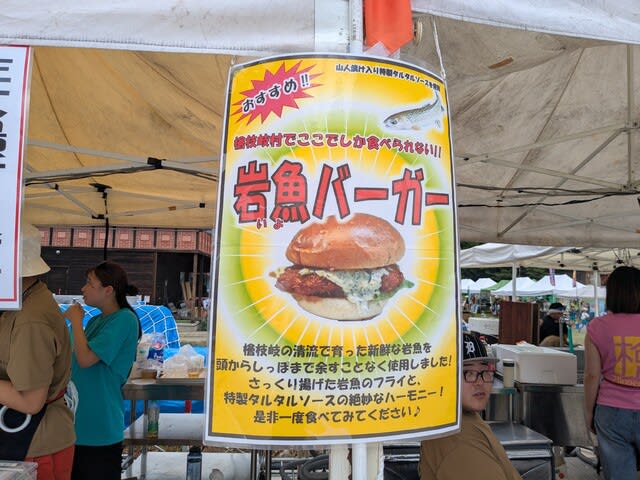 おすすめ!!
山人漬け入り特製タルタルソースを使用
檜枝岐村でここでしか食べられない!!
岩魚バーガー
いわな
檜枝岐の清流で育った新鮮な岩魚を
頭からしっぽまで余すことなく使用しました!
さっくり揚げた岩魚のフライと、
特製タルタルソースの絶妙なハーモニー!
是非一度食べてみてください♪